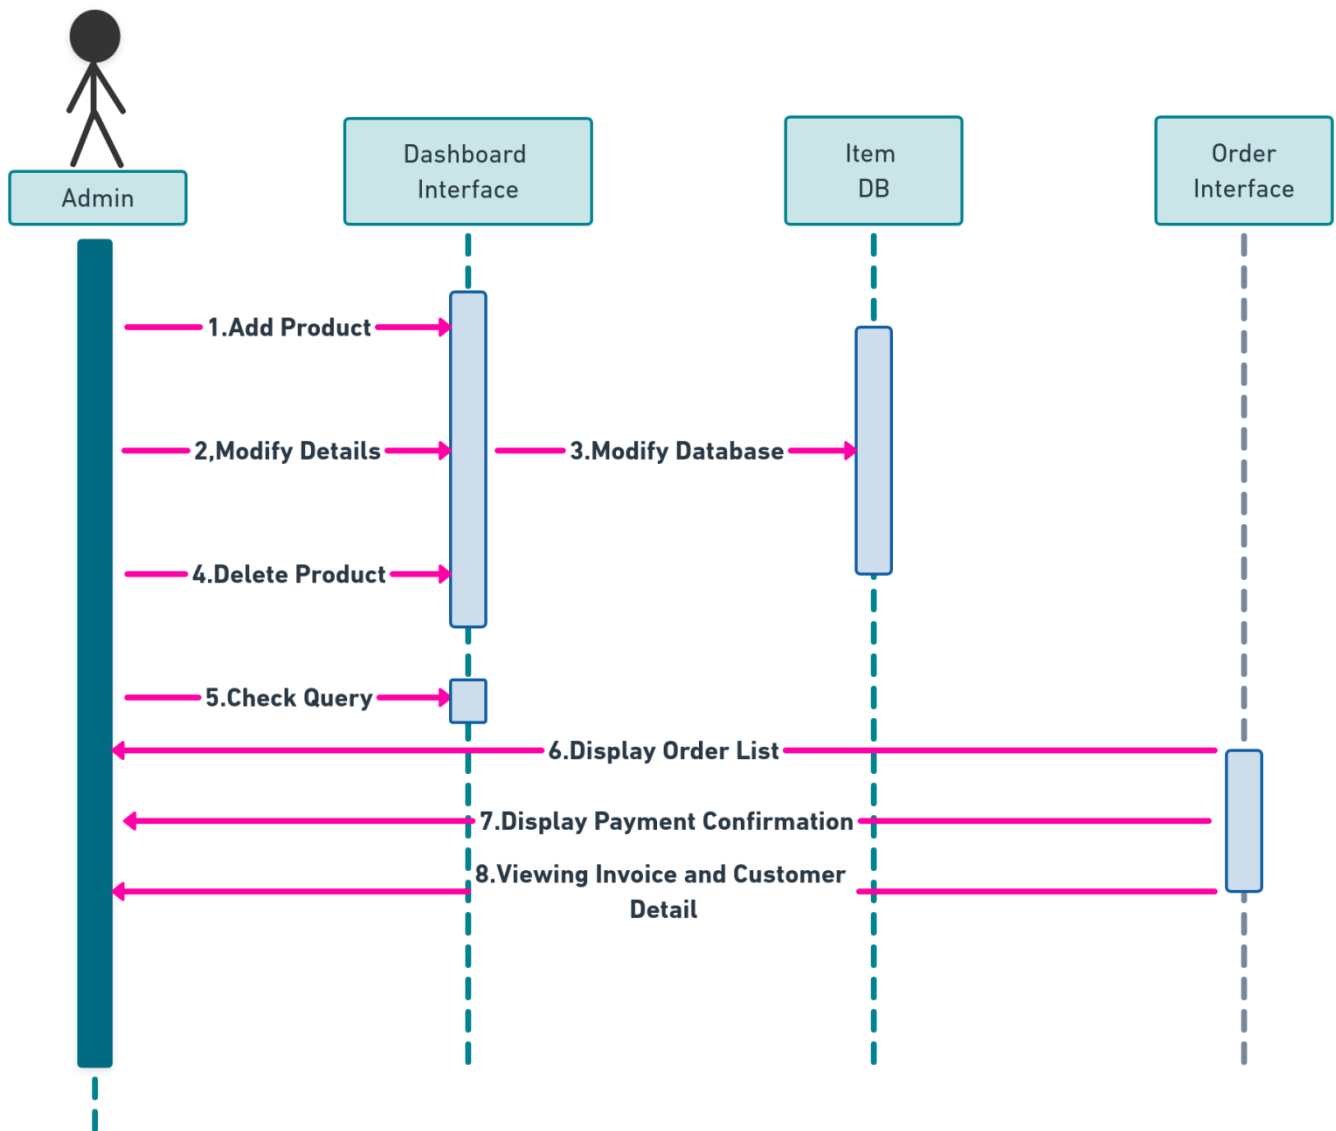 Admin
Dashboard
Interface
Item
DB
Order
Interface
1.Add Product
2,Modify Details
3.Modify Database
4.Delete Product
5.Check Query
6.Display Order List
7.Display Payment Confirmation
8.Viewing Invoice and Customer
Detail